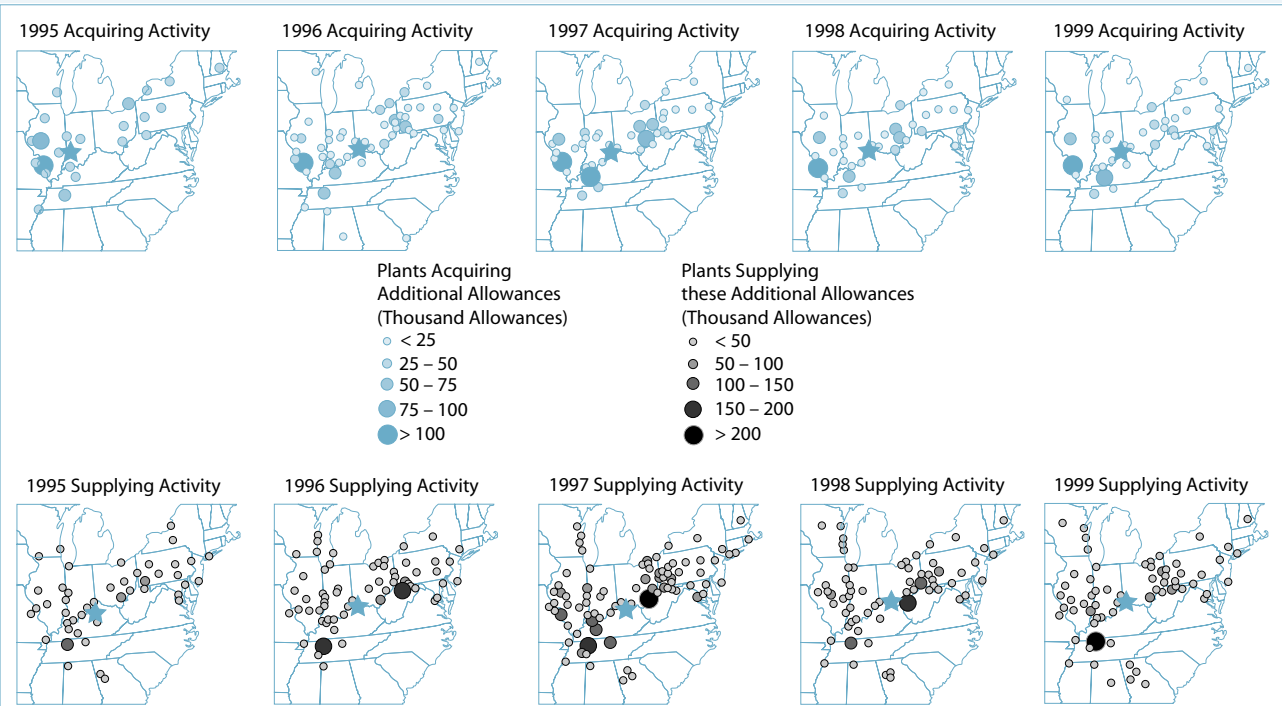 1995 Acquiring Activity
1996 Acquiring Activity
1997 Acquiring Activity
1998 Acquiring Activity
1999 Acquiring Activity
Plants Acquiring
Additional Allowances
(Thousand Allowances)
< 25
25 – 50
50 – 75
75 – 100
> 100
Plants Supplying
these Additional Allowances
(Thousand Allowances)
< 50
50 – 100
100 – 150
150 – 200
> 200
1995 Supplying Activity
1996 Supplying Activity
1997 Supplying Activity
1998 Supplying Activity
1999 Supplying Activity